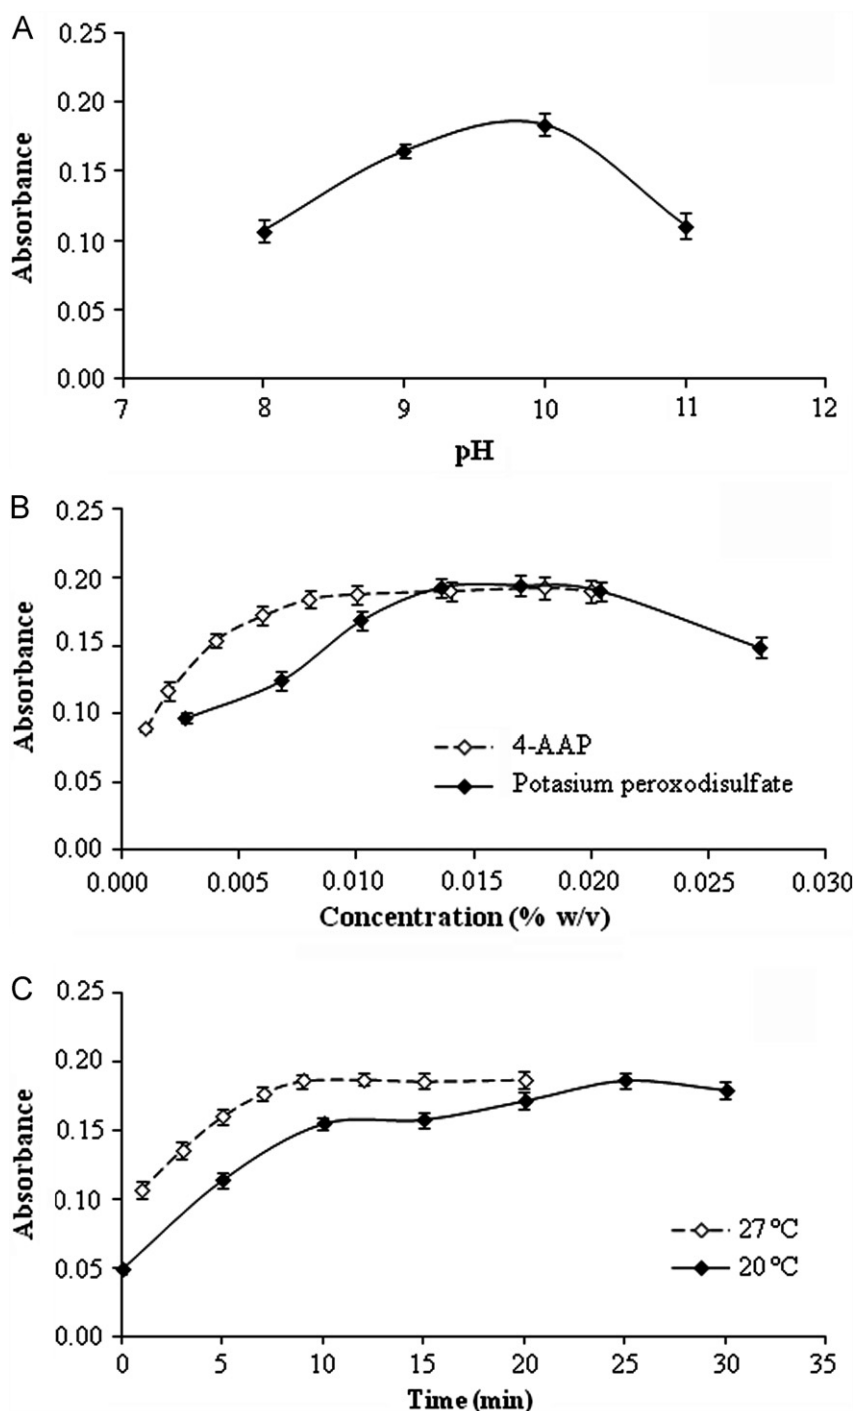 A
0.25
0.20
0.15
0.10
0.05
0.00
Absorbance
7 8 9 10 11 12
pH
B
0.25
0.20
0.15
0.10
0.05
0.00
Absorbance
4-AAP
Potasium peroxodisulfate
0.000 0.005 0.010 0.015 0.020 0.025 0.030
Concentration (% w/v)
C
0.25
0.20
0.15
0.10
0.05
0.00
Absorbance
27 °C
20 °C
0 5 10 15 20 25 30 35
Time (min)